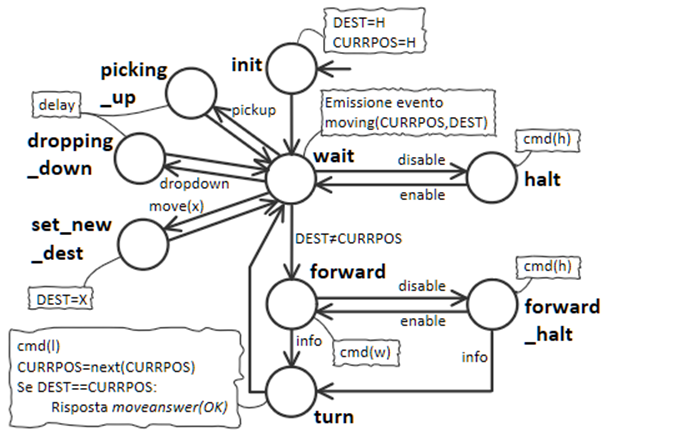 DEST=H
CURRPOS=H
init
picking
_up
pickup
delay
Emissione evento
moving(CURRPOS,DEST)
dropping
_down
wait
disable
enable
cmd(h)
halt
dropdown
move(x)
set_new
_dest
DEST≠CURRPOS
DEST=X
forward
disable
enable
cmd(h)
forward
_halt
info
cmd(w)
info
cmd(l)
CURRPOS=next(CURRPOS)
Se DEST==CURRPOS:
Risposta moveanswer(OK)
turn